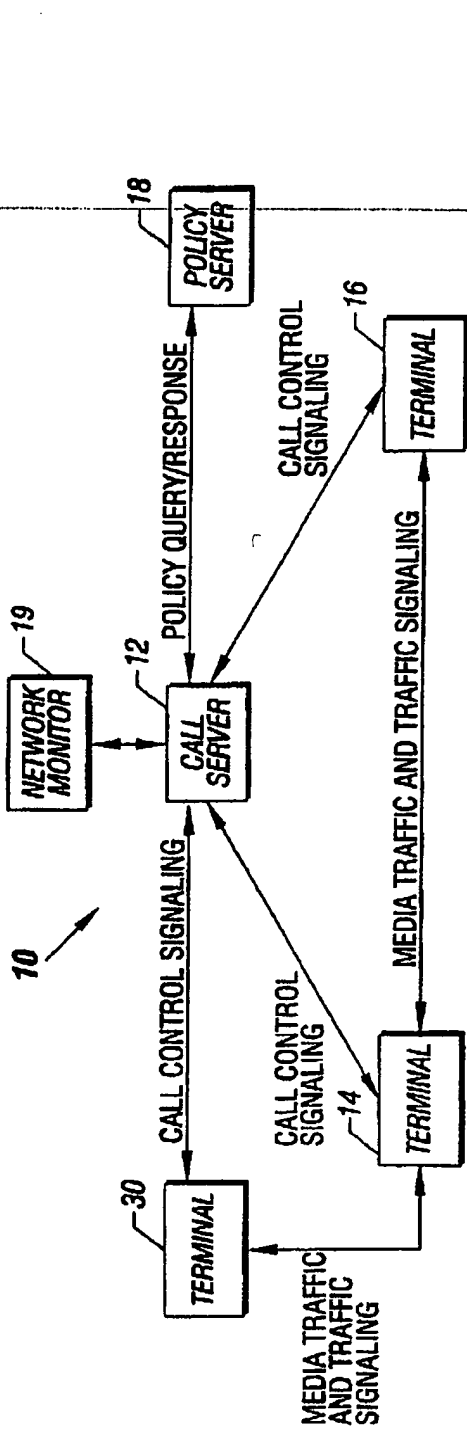 10
NETWORK
MONITOR
19
POLICY
SERVER
18
CALL
SERVER
12
POLICY QUERY/RESPONSE
CALL CONTROL SIGNALING
TERMINAL
30
CALL CONTROL
SIGNALING
CALL CONTROL
SIGNALING
TERMINAL
14
TERMINAL
16
MEDIA TRAFFIC AND TRAFFIC SIGNALING
MEDIA TRAFFIC
AND TRAFFIC
SIGNALING